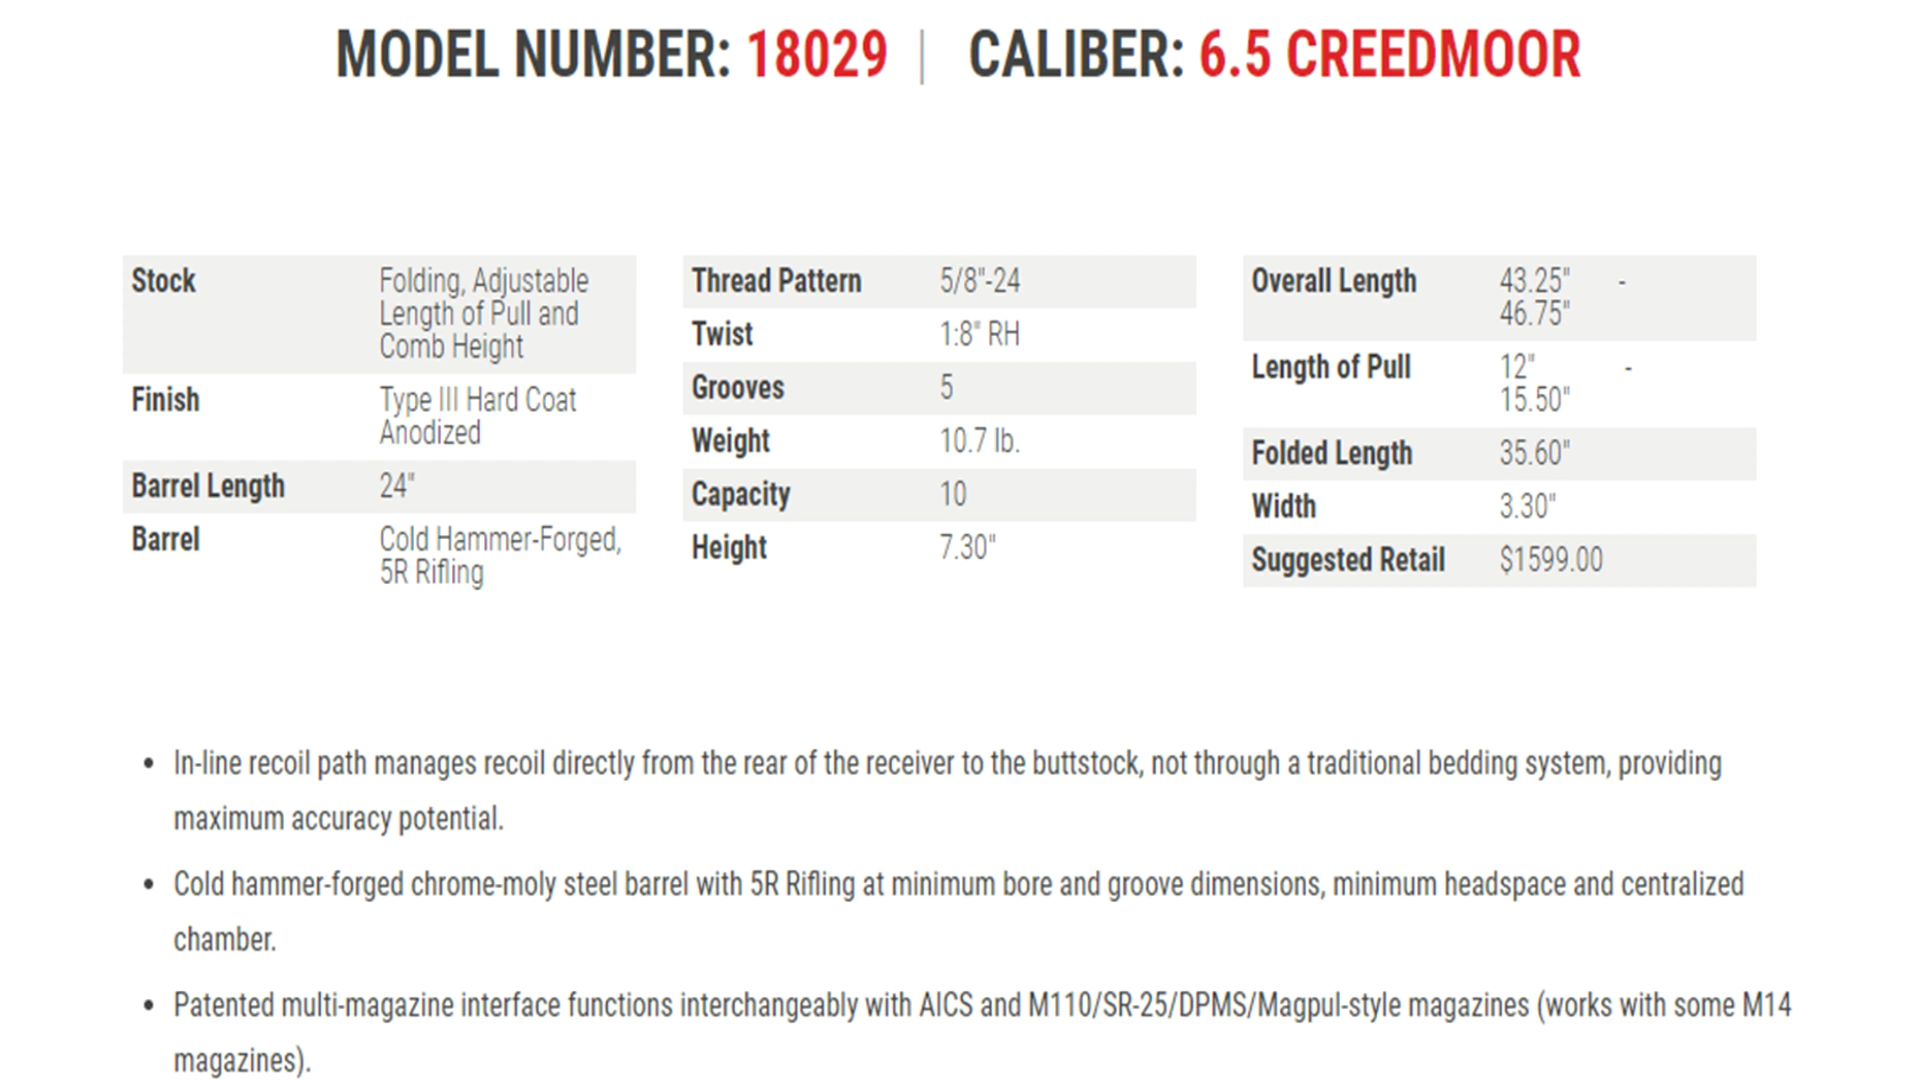 MODEL NUMBER: 18029 | CALIBER: 6.5 CREEDMOOR
Stock Folding, Adjustable
Length of Pull and
Comb Height
Finish Type III Hard Coat
Anodized
Barrel Length 24"
Barrel Cold Hammer-Forged,
5R Rifling
Thread Pattern 5/8"-24
Twist 1:8" RH
Grooves 5
Weight 10.7 lb.
Capacity 10
Height 7.30"
Overall Length 43.25" -
46.75"
Length of Pull 12" -
15.50"
Folded Length 35.60"
Width 3.30"
Suggested Retail $1599.00
• In-line recoil path manages recoil directly from the rear of the receiver to the buttstock, not through a traditional bedding system, providing
maximum accuracy potential.
• Cold hammer-forged chrome-moly steel barrel with 5R Rifling at minimum bore and groove dimensions, minimum headspace and centralized
chamber.
• Patented multi-magazine interface functions interchangeably with AICS and M110/SR-25/DPMS/Magpul-style magazines (works with some M14
magazines).